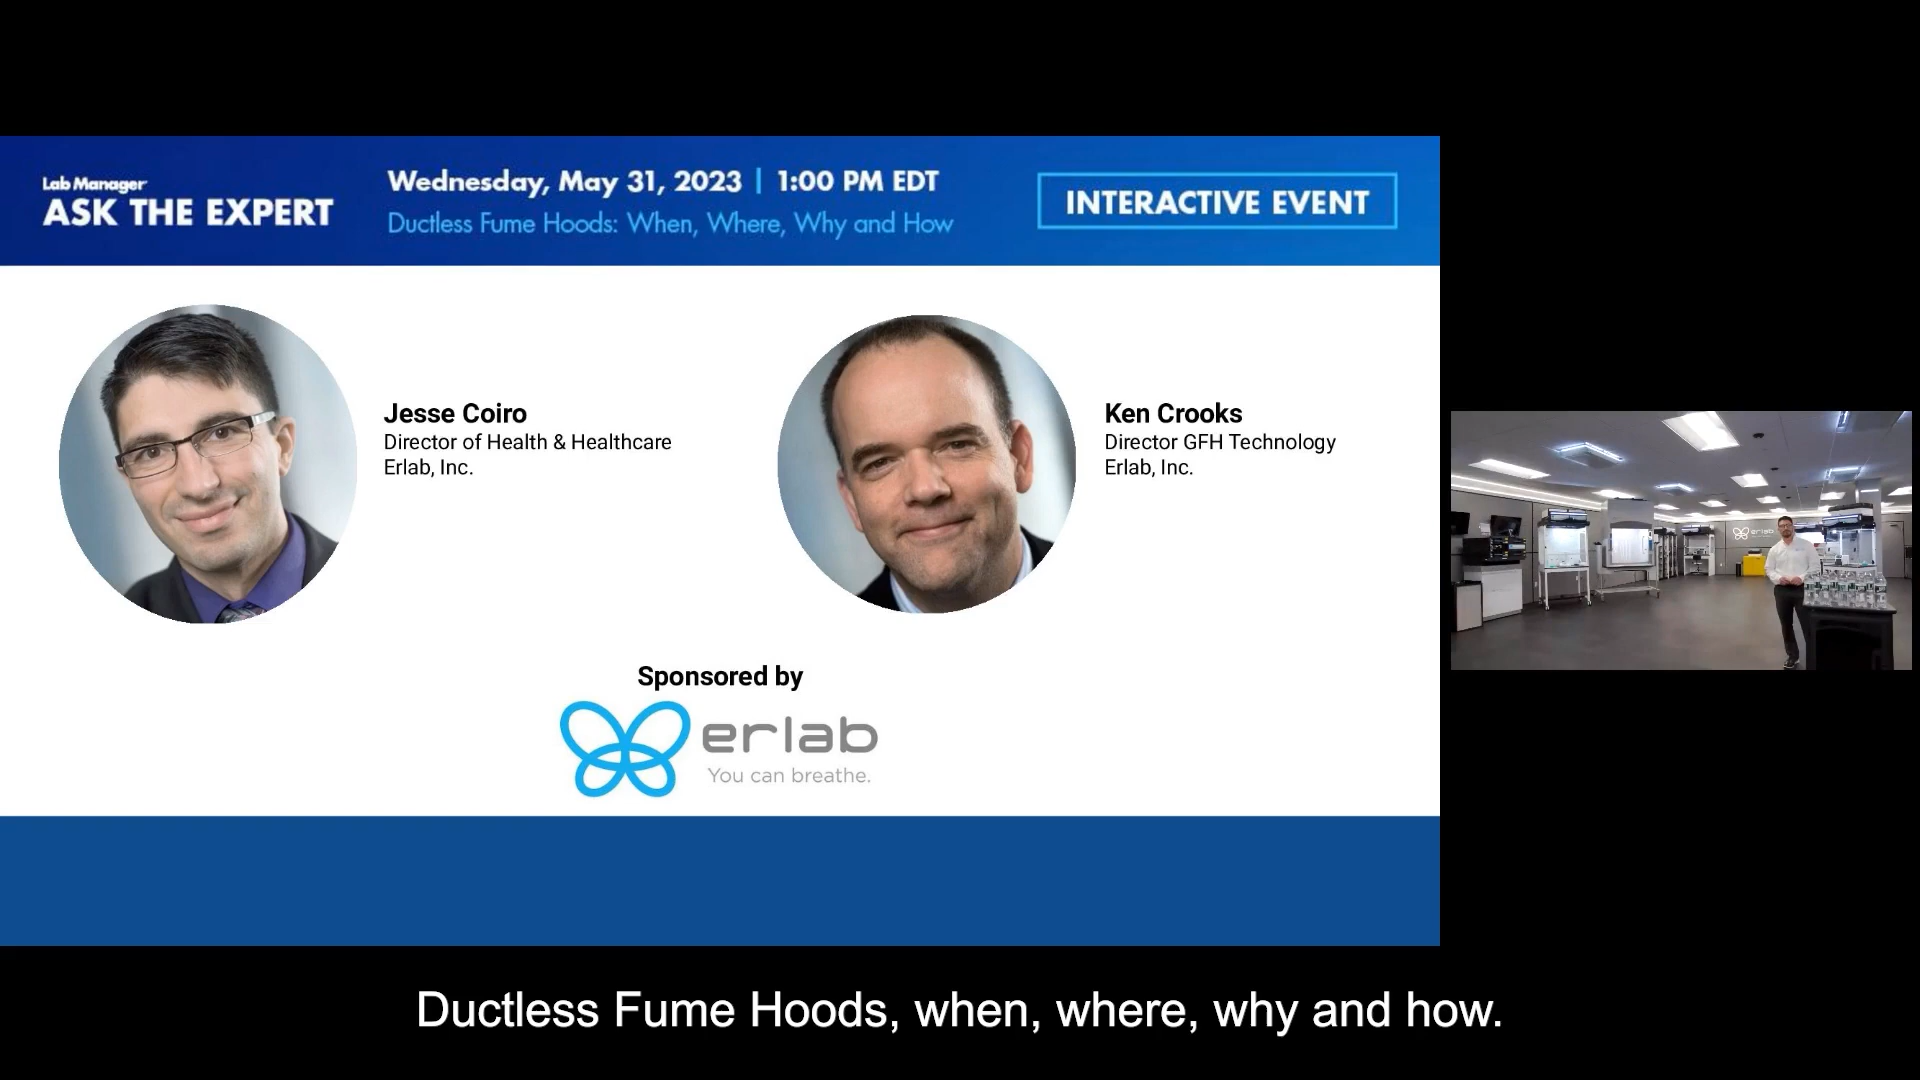 Lab Manager
ASK THE EXPERT
Wednesday, May 31, 2023 | 1:00 PM EDT
Ductless Fume Hoods: When, Where, Why and How
INTERACTIVE EVENT
Jesse Coiro
Director of Health & Healthcare
Erlab, Inc.
Ken Crooks
Director GFH Technology
Erlab, Inc.
Sponsored by
erlab
You can breathe.
erlab
Ductless Fume Hoods, when, where, why and how.